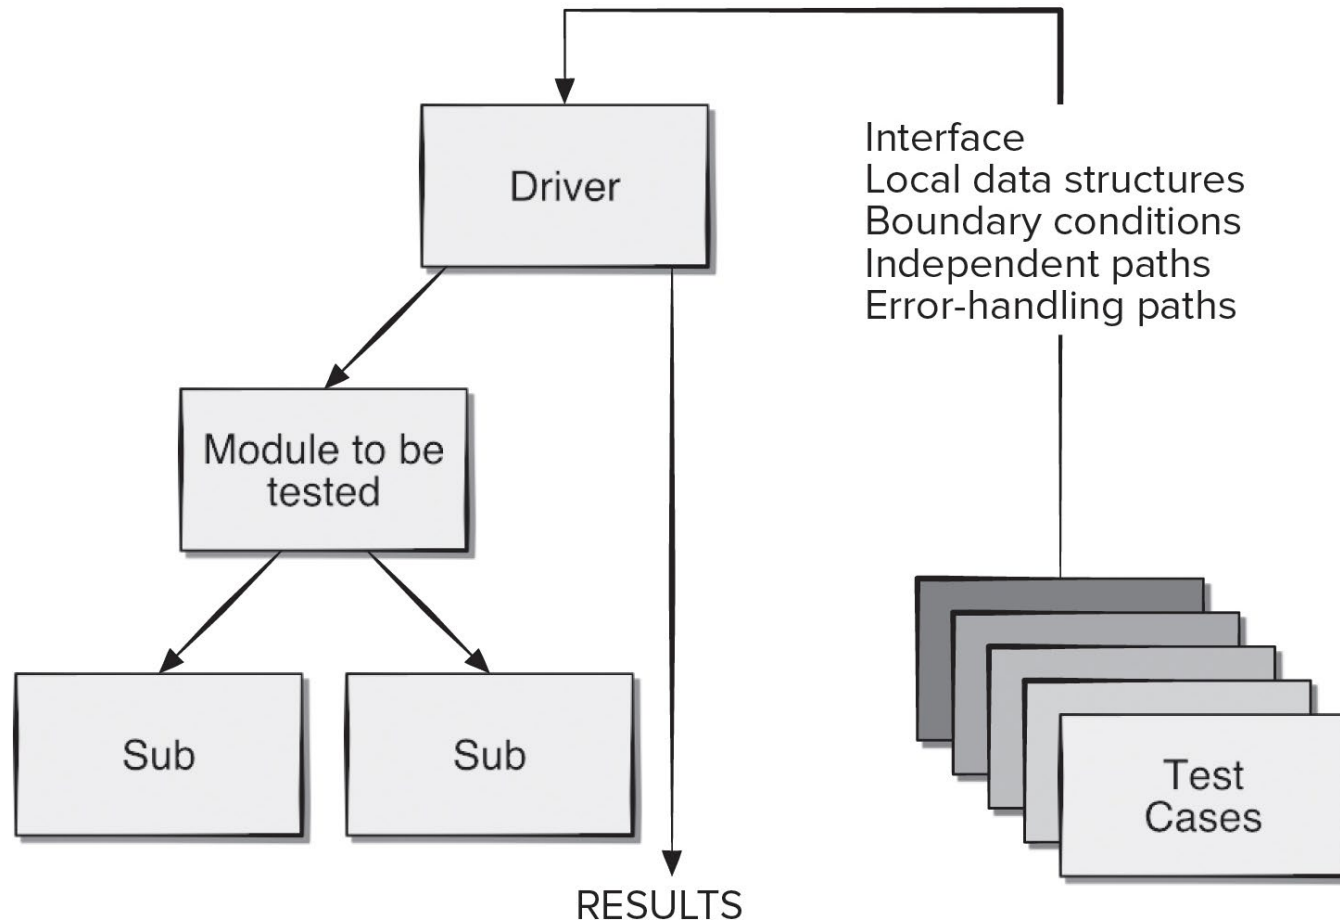 Driver
Interface
Local data structures
Boundary conditions
Independent paths
Error-handling paths
Module to be
tested
Sub
Sub
Test
Cases
RESULTS